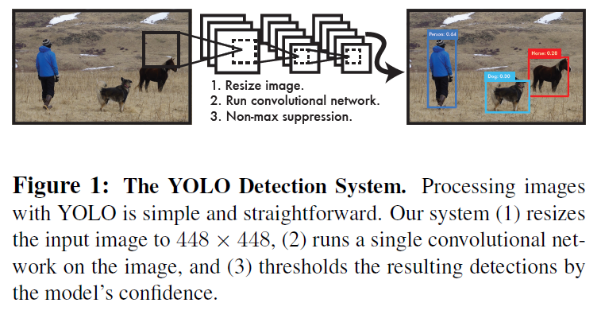 Person: 0.64
Horse: 0.28
Dog: 0.30
1. Resize image.
2. Run convolutional network.
3. Non-max suppression.
Figure 1: The YOLO Detection System. Processing images
with YOLO is simple and straightforward. Our system (1) resizes
the input image to 448 × 448, (2) runs a single convolutional net-
work on the image, and (3) thresholds the resulting detections by
the model's confidence.